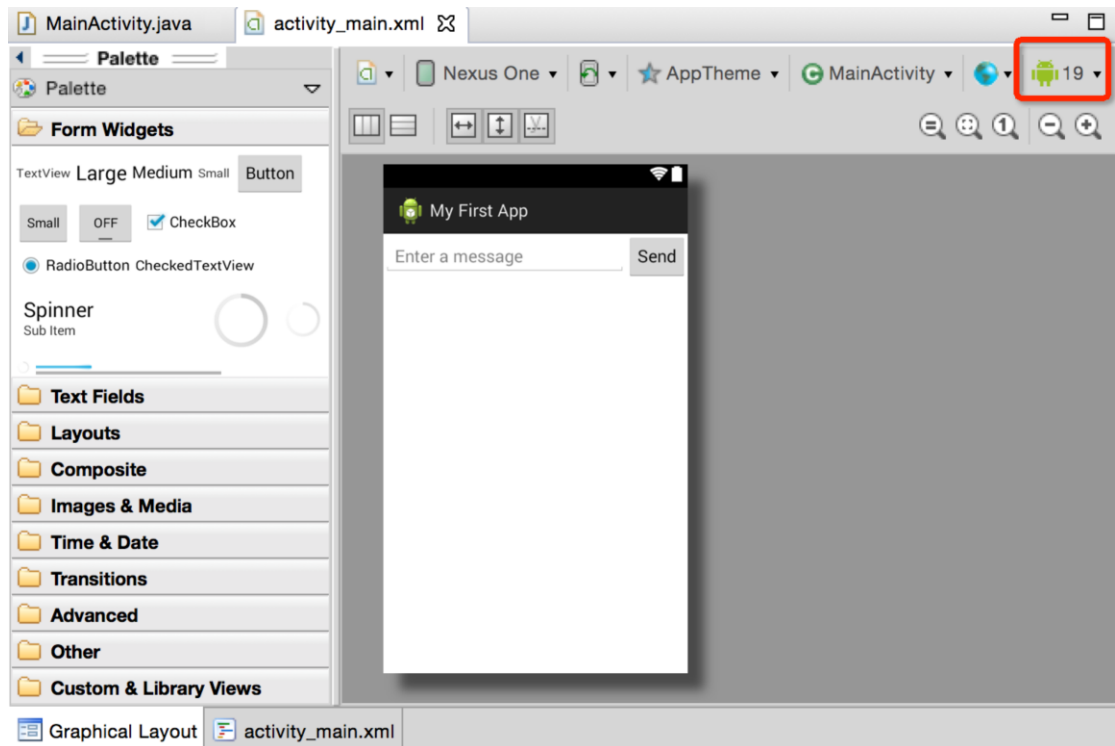 MainActivity.java
activity_main.xml
Palette
Palette
Nexus One
AppTheme
MainActivity
19
Form Widgets
TextView Large Medium Small Button
Small OFF CheckBox
RadioButton CheckedTextView
Spinner
Sub Item
Text Fields
Layouts
Composite
Images & Media
Time & Date
Transitions
Advanced
Other
Custom & Library Views
1
My First App
Enter a message Send
Graphical Layout activity_main.xml